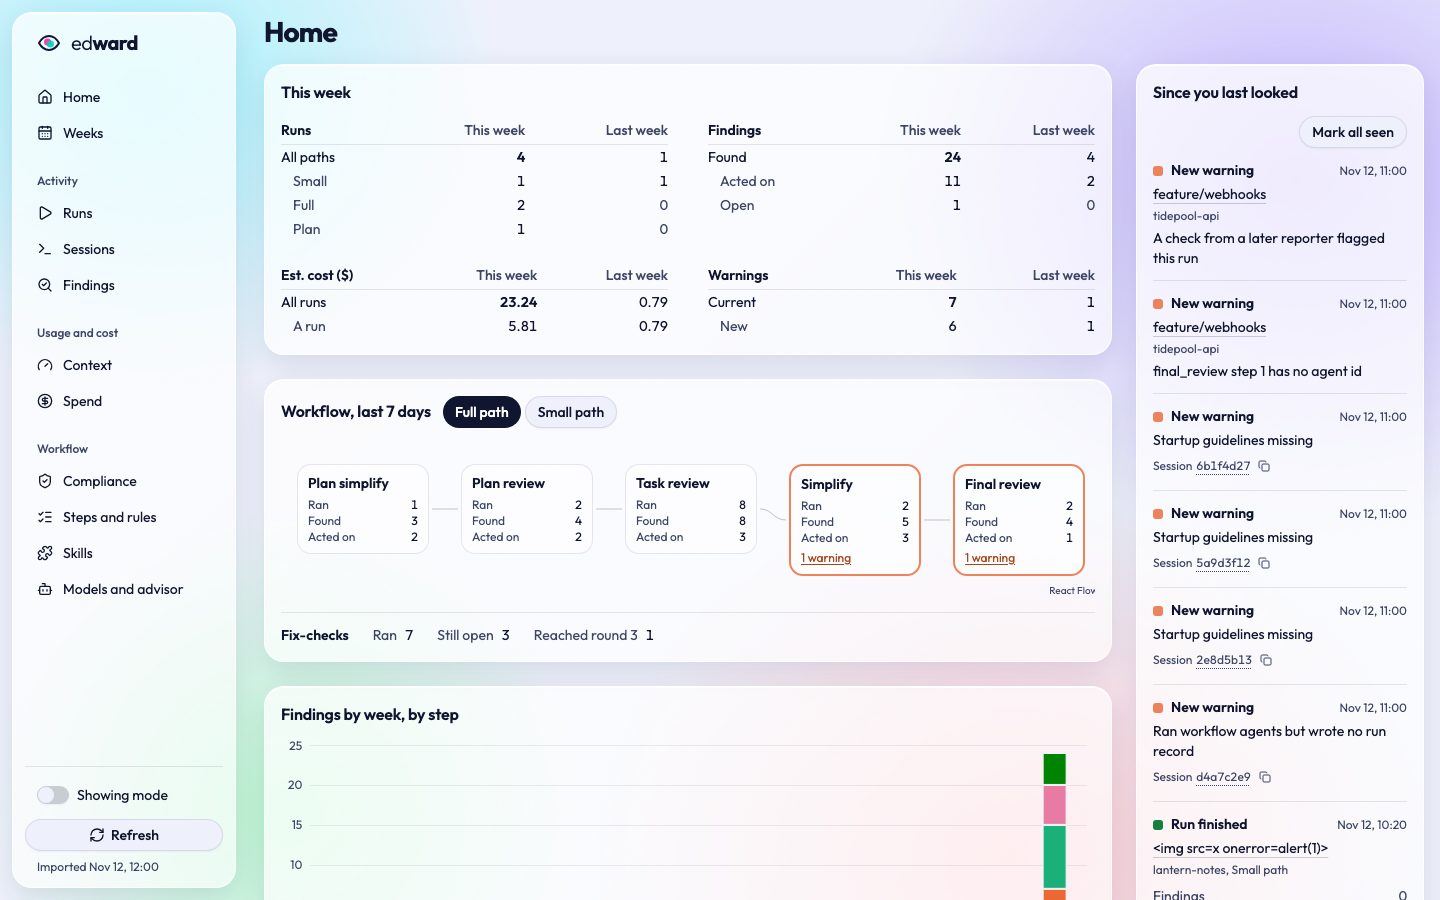 edward
Home
Weeks
Activity
Runs
Sessions
Findings
Usage and cost
Context
Spend
Workflow
Compliance
Steps and rules
Skills
Models and advisor
Showing mode
Refresh
Imported Nov 12, 12:00
Home
This week
Runs This week Last week
All paths 4 1
Small 1 1
Full 2 0
Plan 1 0
Findings This week Last week
Found 24 4
Acted on 11 2
Open 1 0
Est. cost ($) This week Last week
All runs 23.24 0.79
A run 5.81 0.79
Warnings This week Last week
Current 7 1
New 6 1
Workflow, last 7 days Full path Small path
Plan simplify
Ran 1
Found 3
Acted on 2
Plan review
Ran 2
Found 4
Acted on 2
Task review
Ran 8
Found 8
Acted on 3
Simplify
Ran 2
Found 5
Acted on 3
1 warning
Final review
Ran 2
Found 4
Acted on 1
1 warning
React Flow
Fix-checks Ran 7 Still open 3 Reached round 3 1
Findings by week, by step
25
20
15
10
Since you last looked
Mark all seen
New warning Nov 12, 11:00
feature/webhooks
tidepool-api
A check from a later reporter flagged
this run
New warning Nov 12, 11:00
feature/webhooks
tidepool-api
final_review step 1 has no agent id
New warning Nov 12, 11:00
Startup guidelines missing
Session 6b1f4d27
New warning Nov 12, 11:00
Startup guidelines missing
Session 5a9d3f12
New warning Nov 12, 11:00
Startup guidelines missing
Session 2e8d5b13
New warning Nov 12, 11:00
Ran workflow agents but wrote no run
record
Session d4a7c2e9
Run finished Nov 12, 10:20
<img src=x onerror=alert(1)>
lantern-notes, Small path
Findings 0